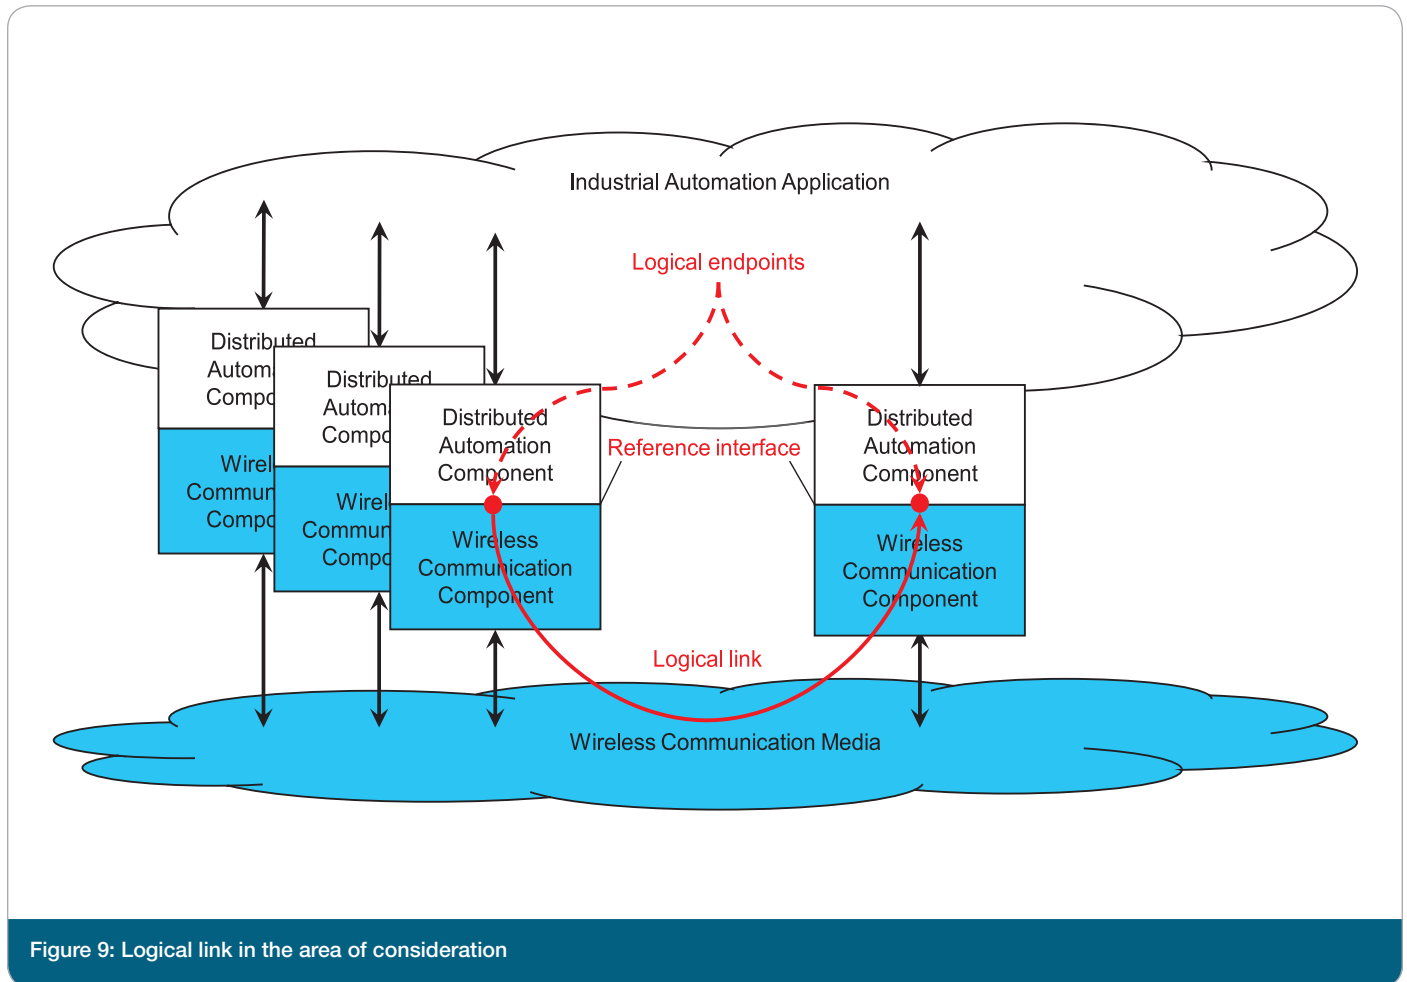 Industrial Automation Application
Logical endpoints
Distributed
Autom
Compo
Wirel
Commun
Compo
Distributed
Autom
Compo
Wirel
Commun
Compo
Distributed
Automation
Component
Wireless
Communication
Component
Reference interface
Distributed
Automation
Component
Wireless
Communication
Component
Logical link
Wireless Communication Media
Figure 9: Logical link in the area of consideration